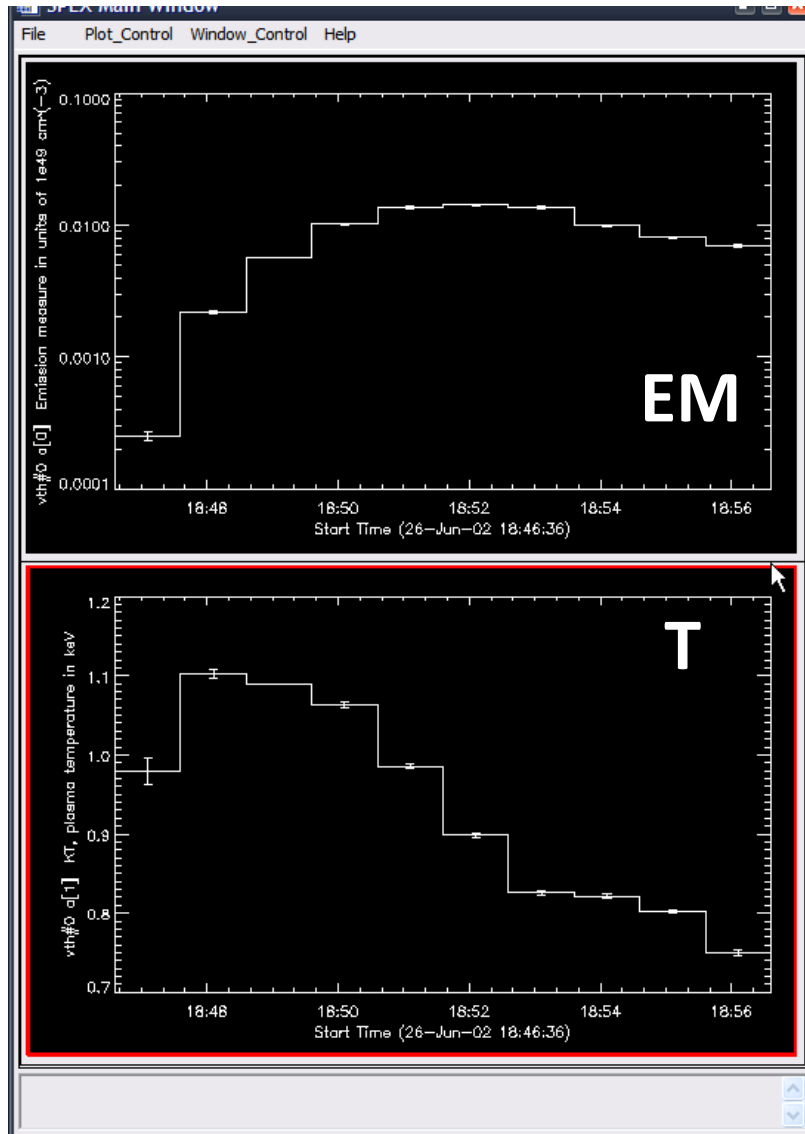 SPEX Main Window
File Plot_Control Window_Control Help
vth#0 a[0] Emission measure in units of 1e49 cm^(-3)
0.1000
0.0100
0.0010
0.0001
EM
18:48 18:50 18:52 18:54 18:56
Start Time (26-Jun-02 18:46:36)
vth#0 a[1] KT, plasma temperature in keV
1.2
1.1
1.0
0.9
0.8
0.7
T
18:48 18:50 18:52 18:54 18:56
Start Time (26-Jun-02 18:46:36)